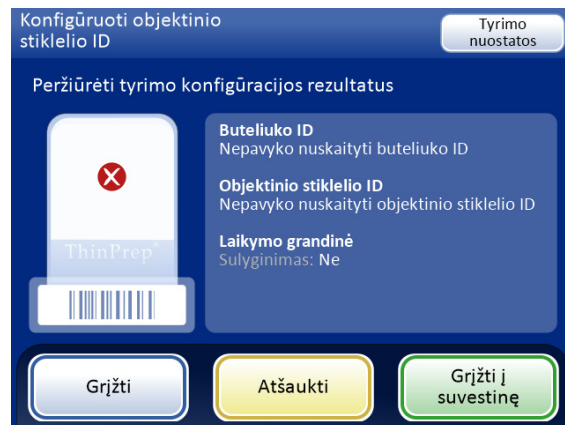 Konfigūruoti objektinio
stiklelio ID
Tyrimo
nuostatos
Peržiūrėti tyrimo konfigūracijos rezultatus
Buteliuko ID
Nepavyko nuskaityti buteliuko ID
Objektinio stiklelio ID
Nepavyko nuskaityti objektinio stiklelio ID
Laikymo grandinė
Sulyginimas: Ne
ThinPrep®
Grįžti
Atšaukti
Grįžti į
suvestinę